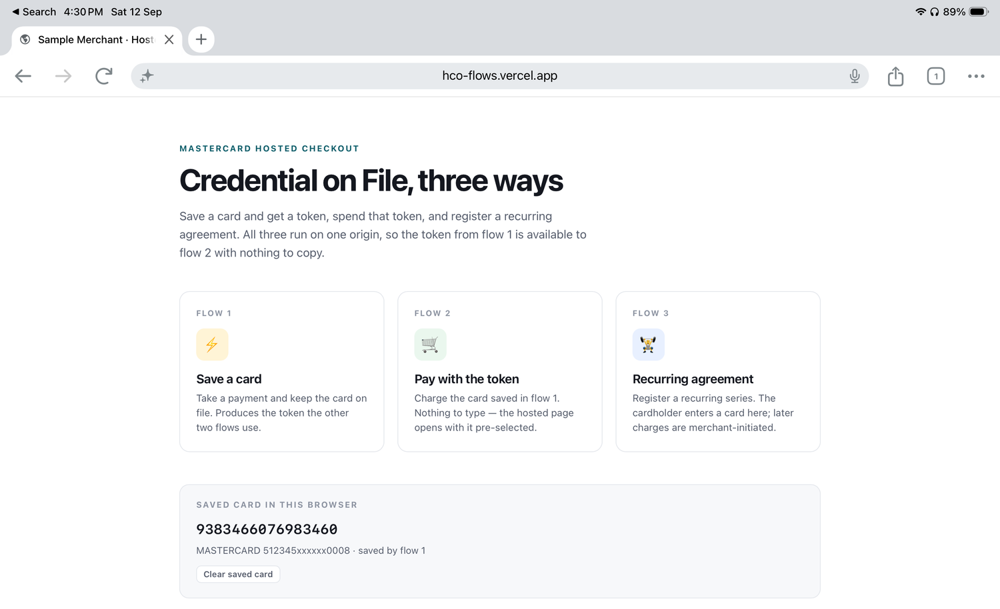 ◀ Search 4:30 PM Sat 12 Sep 89%
Sample Merchant · Host
hco-flows.vercel.app
1
MASTERCARD HOSTED CHECKOUT
Credential on File, three ways
Save a card and get a token, spend that token, and register a recurring
agreement. All three run on one origin, so the token from flow 1 is available to
flow 2 with nothing to copy.
FLOW 1
Save a card
Take a payment and keep the card on
file. Produces the token the other
two flows use.
FLOW 2
Pay with the token
Charge the card saved in flow 1.
Nothing to type — the hosted page
opens with it pre-selected.
FLOW 3
Recurring agreement
Register a recurring series. The
cardholder enters a card here; later
charges are merchant-initiated.
SAVED CARD IN THIS BROWSER
9383466076983460
MASTERCARD 512345xxxxxx0008 · saved by flow 1
Clear saved card